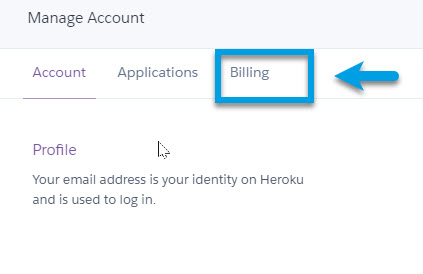 Manage Account
Account Applications Billing
Profile
Your email address is your identity on Heroku
and is used to log in.